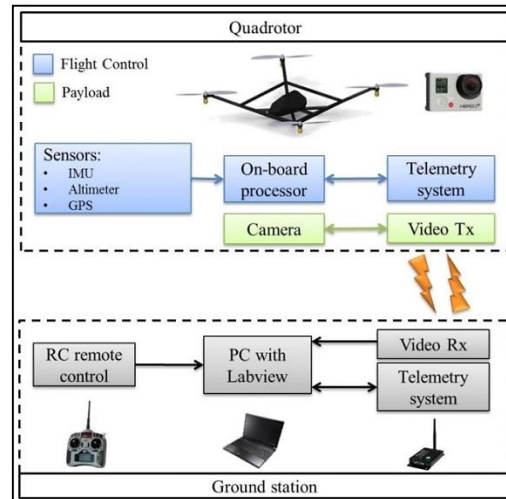 Quadrotor
Flight Control
Payload
Sensors:
• IMU
• Altimeter
• GPS
On-board
processor
Telemetry
system
Camera
Video Tx
RC remote
control
PC with
Labview
Video Rx
Telemetry
system
Ground station